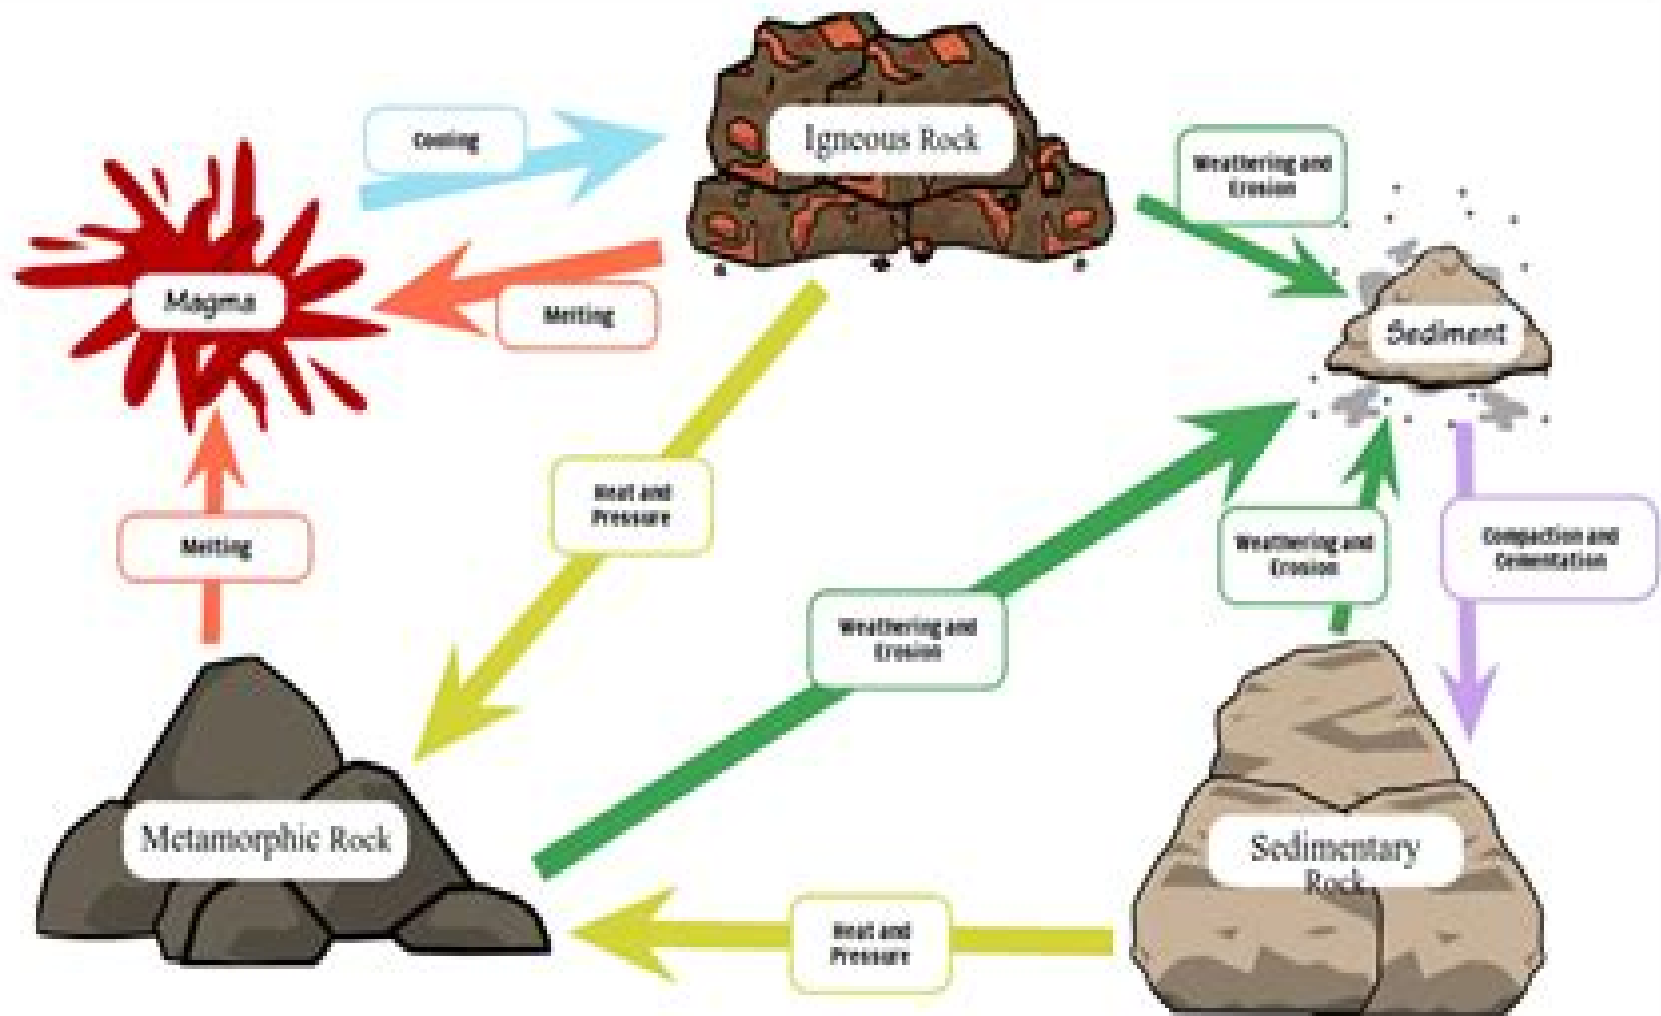 Cooling
Igneous Rock
Weathering and
Erosion
Magma
Melting
Sediment
Heat and
Pressure
Melting
Weathering and
Erosion
Compaction and
Cementation
Weathering and
Erosion
Metamorphic Rock
Sedimentary
Rock
Heat and
Pressure